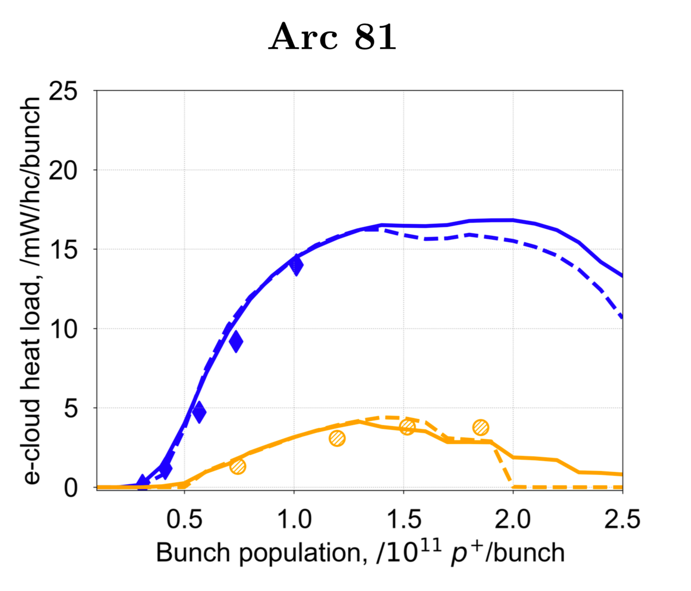 Arc 81
25
20
15
10
5
0
e-cloud heat load, /mW/hc/bunch
0.5 1.0 1.5 2.0 2.5
Bunch population, /10¹¹ p⁺/bunch